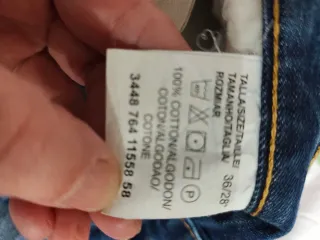 TALLA/SIZE/TAILLE/
TAMANHO/TAGLIA/
ROZMIAR 36/28"
100% COTTON/ALGODON/
COTON/ALGODAO/
COTONE
3448 764 11558 58